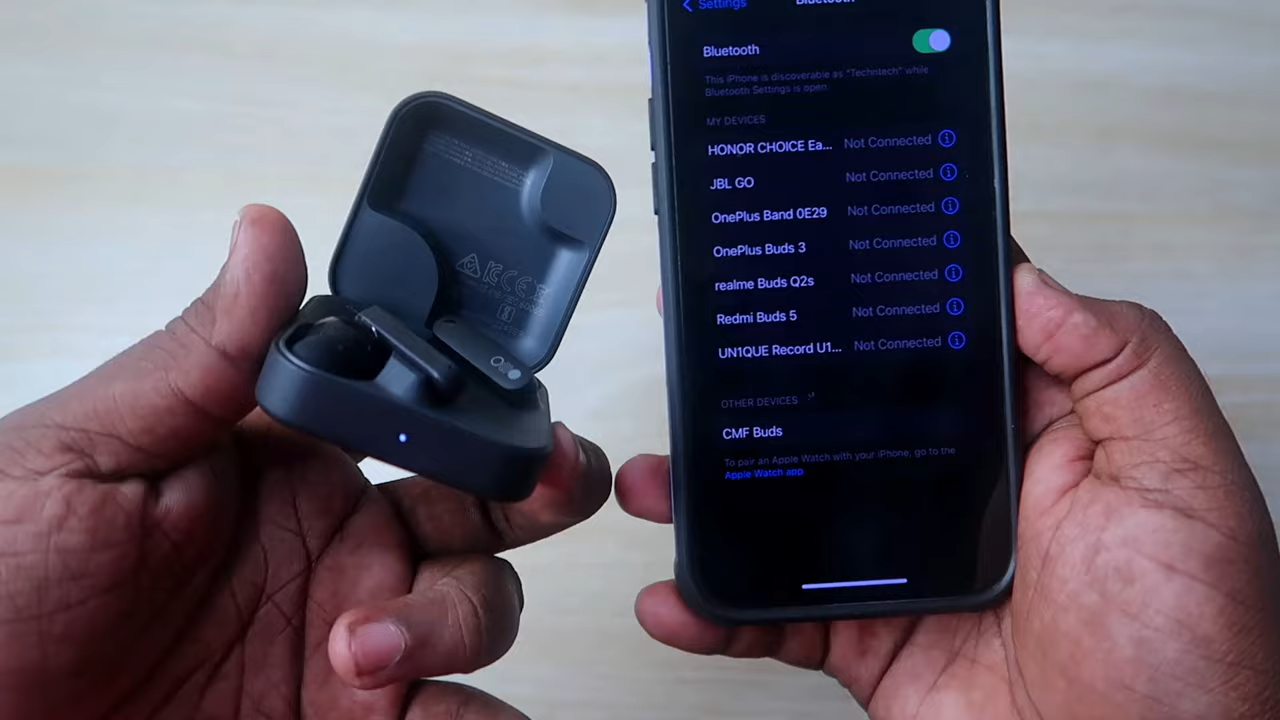 Settings
Bluetooth
Bluetooth
This iPhone is discoverable as "Techntech" while
Bluetooth Settings is open.
MY DEVICES
HONOR CHOICE Ea... Not Connected
JBL GO Not Connected
OnePlus Band 0E29 Not Connected
OnePlus Buds 3 Not Connected
realme Buds Q2s Not Connected
Redmi Buds 5 Not Connected
UN1QUE Record U1... Not Connected
OTHER DEVICES
CMF Buds
To pair an Apple Watch with your iPhone, go to the
Apple Watch app